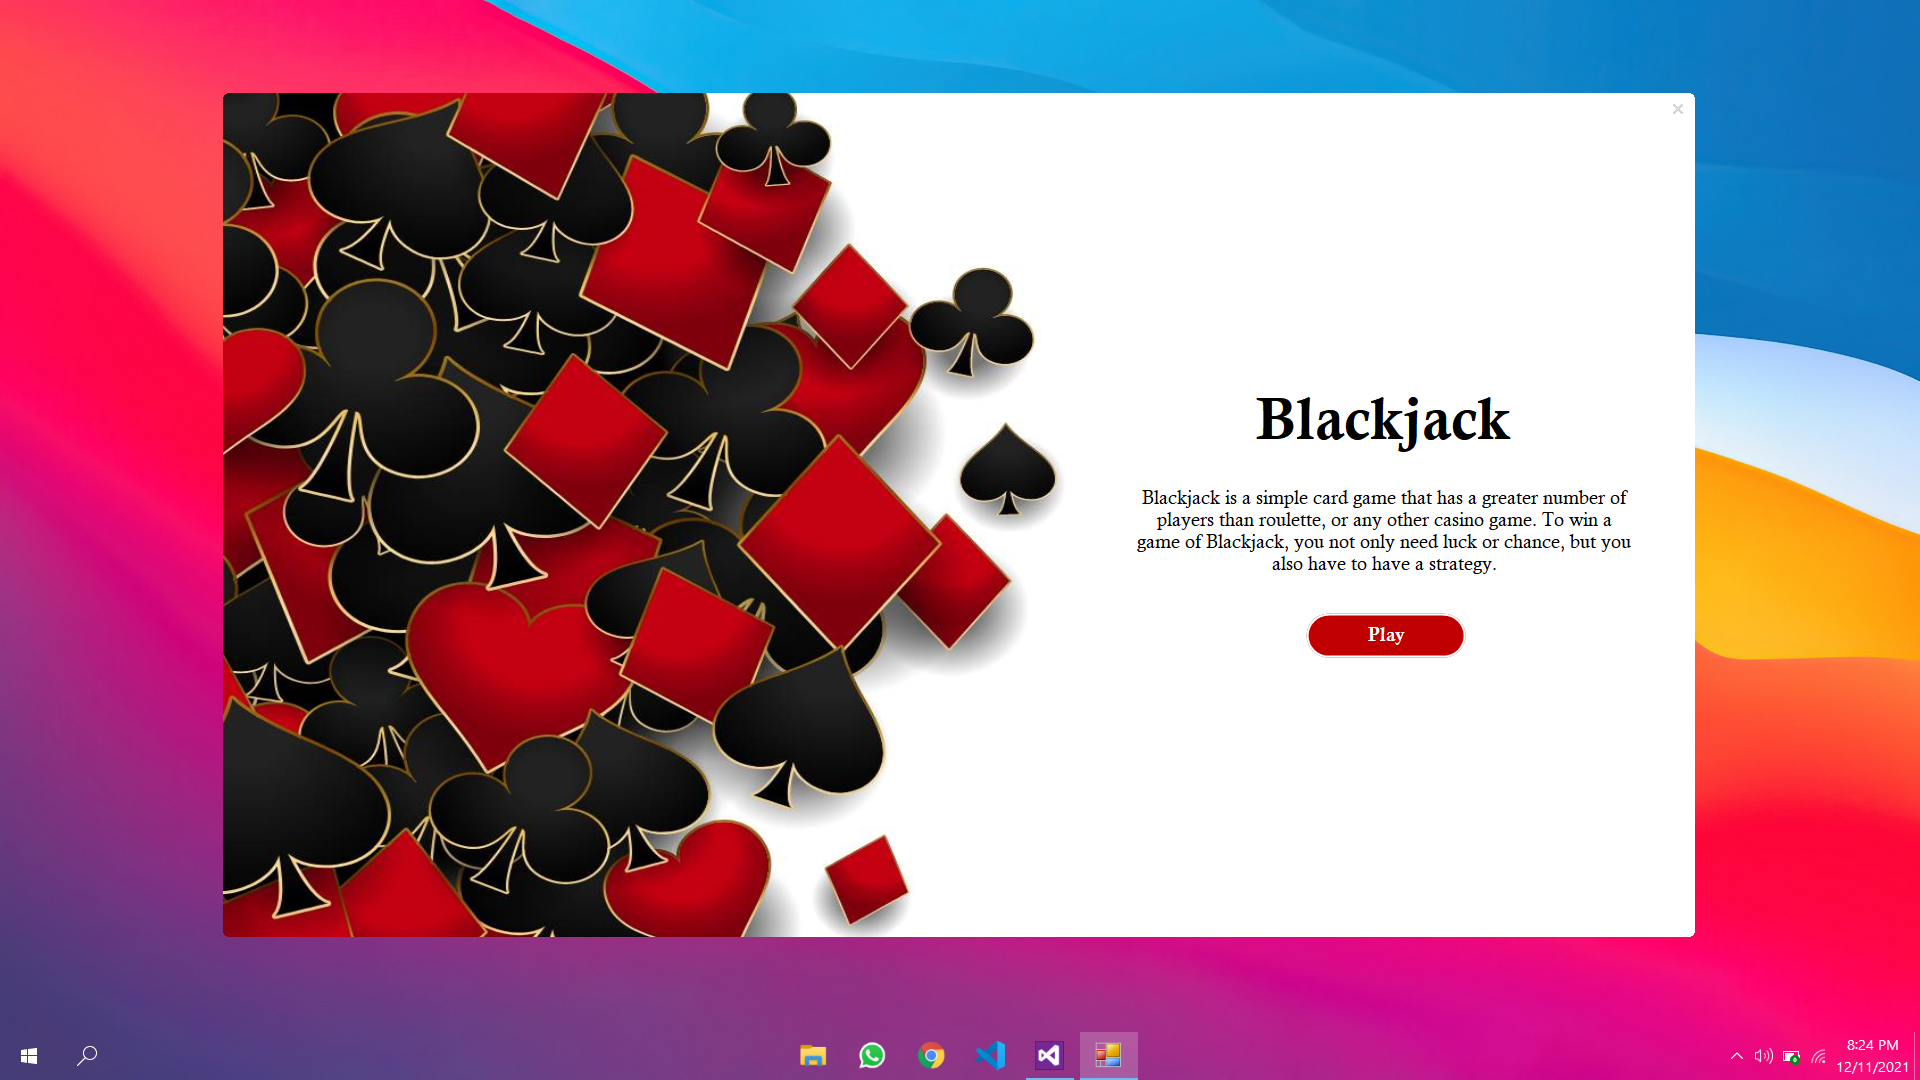 Blackjack
Blackjack is a simple card game that has a greater number of
players than roulette, or any other casino game. To win a
game of Blackjack, you not only need luck or chance, but you
also have to have a strategy.
Play
8:24 PM
12/11/2021